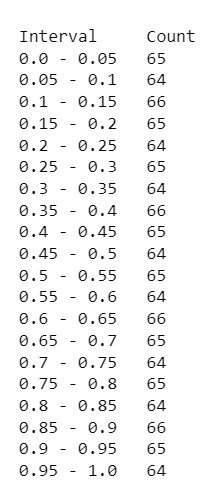 Interval Count
0.0 - 0.05 65
0.05 - 0.1 64
0.1 - 0.15 66
0.15 - 0.2 65
0.2 - 0.25 64
0.25 - 0.3 65
0.3 - 0.35 64
0.35 - 0.4 66
0.4 - 0.45 65
0.45 - 0.5 64
0.5 - 0.55 65
0.55 - 0.6 64
0.6 - 0.65 66
0.65 - 0.7 65
0.7 - 0.75 64
0.75 - 0.8 65
0.8 - 0.85 64
0.85 - 0.9 66
0.9 - 0.95 65
0.95 - 1.0 64